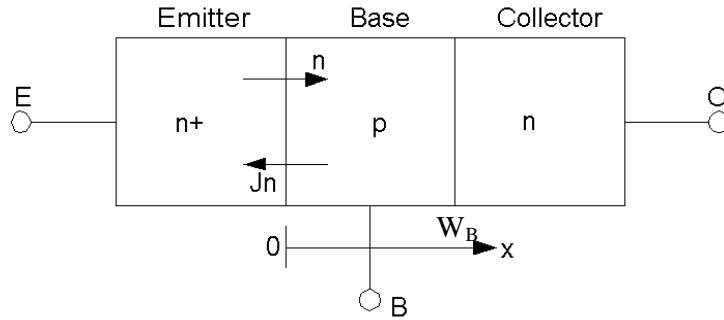 Emitter Base Collector
n
E C
n+ p n
Jn
W_B
0 x
B